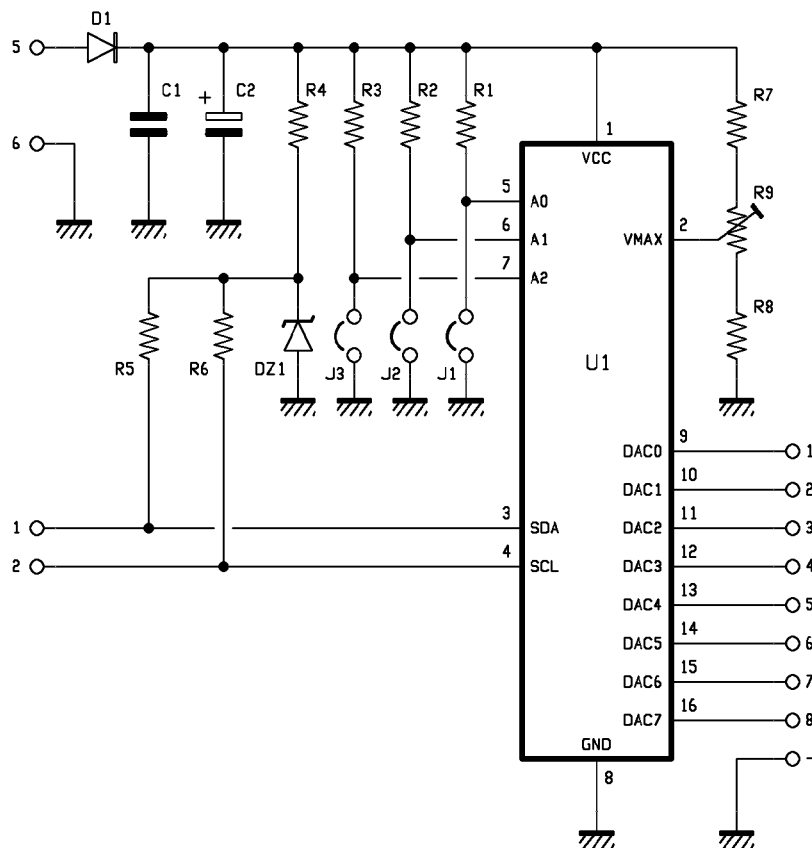 D1
5
C1
+
C2
R4
R3
R2
R1
R7
6
1
VCC
R9
5
A0
6
A1
VMAX
2
7
A2
R8
R5
R6
DZ1
J3
J2
J1
U1
DAC0
9
1
DAC1
10
2
1
3
SDA
DAC2
11
3
2
4
SCL
DAC3
12
4
DAC4
13
5
DAC5
14
6
DAC6
15
7
DAC7
16
8
GND
8
-